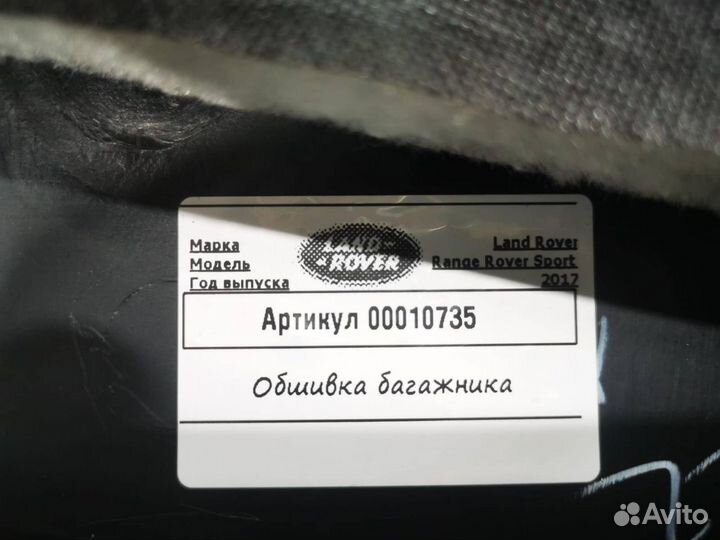 Марка Land Rover
Модель Range Rover Sport
Год выпуска 2017
LAND-
ROVER
Артикул 00010735
Обшивка багажника
Avito